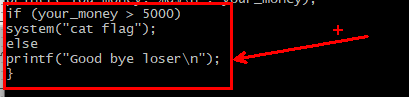 if (your_money > 5000)
system("cat flag");
else
printf("Good bye loser\n");
}